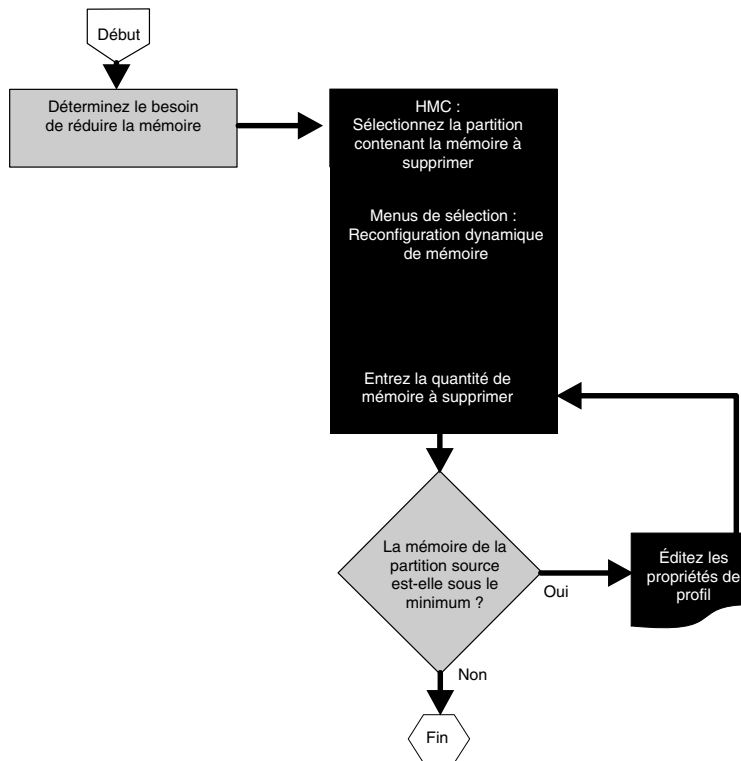 Début
Déterminez le besoin
de réduire la mémoire
HMC :
Sélectionnez la partition
contenant la mémoire à
supprimer
Menus de sélection :
Reconfiguration dynamique
de mémoire
Entrez la quantité de
mémoire à supprimer
La mémoire de la
partition source
est-elle sous le
minimum ?
Oui
Éditez les
propriétés de
profil
Non
Fin